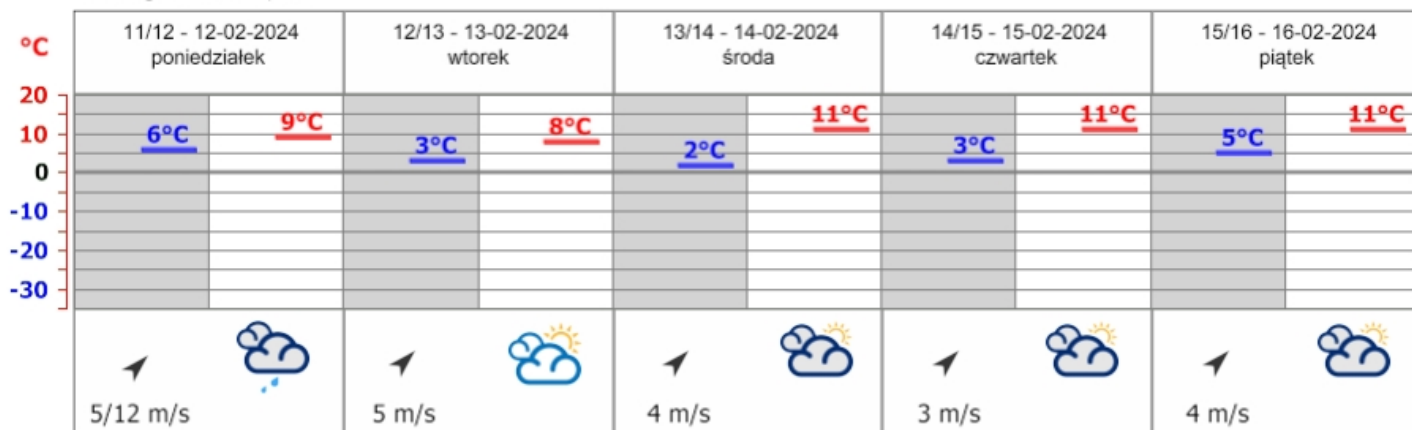 °C
11/12 - 12-02-2024
poniedziałek
12/13 - 13-02-2024
wtorek
13/14 - 14-02-2024
środa
14/15 - 15-02-2024
czwartek
15/16 - 16-02-2024
piątek
20
10
0
-10
-20
-30
6°C
9°C
3°C
8°C
2°C
11°C
3°C
11°C
5°C
11°C
5/12 m/s
5 m/s
4 m/s
3 m/s
4 m/s